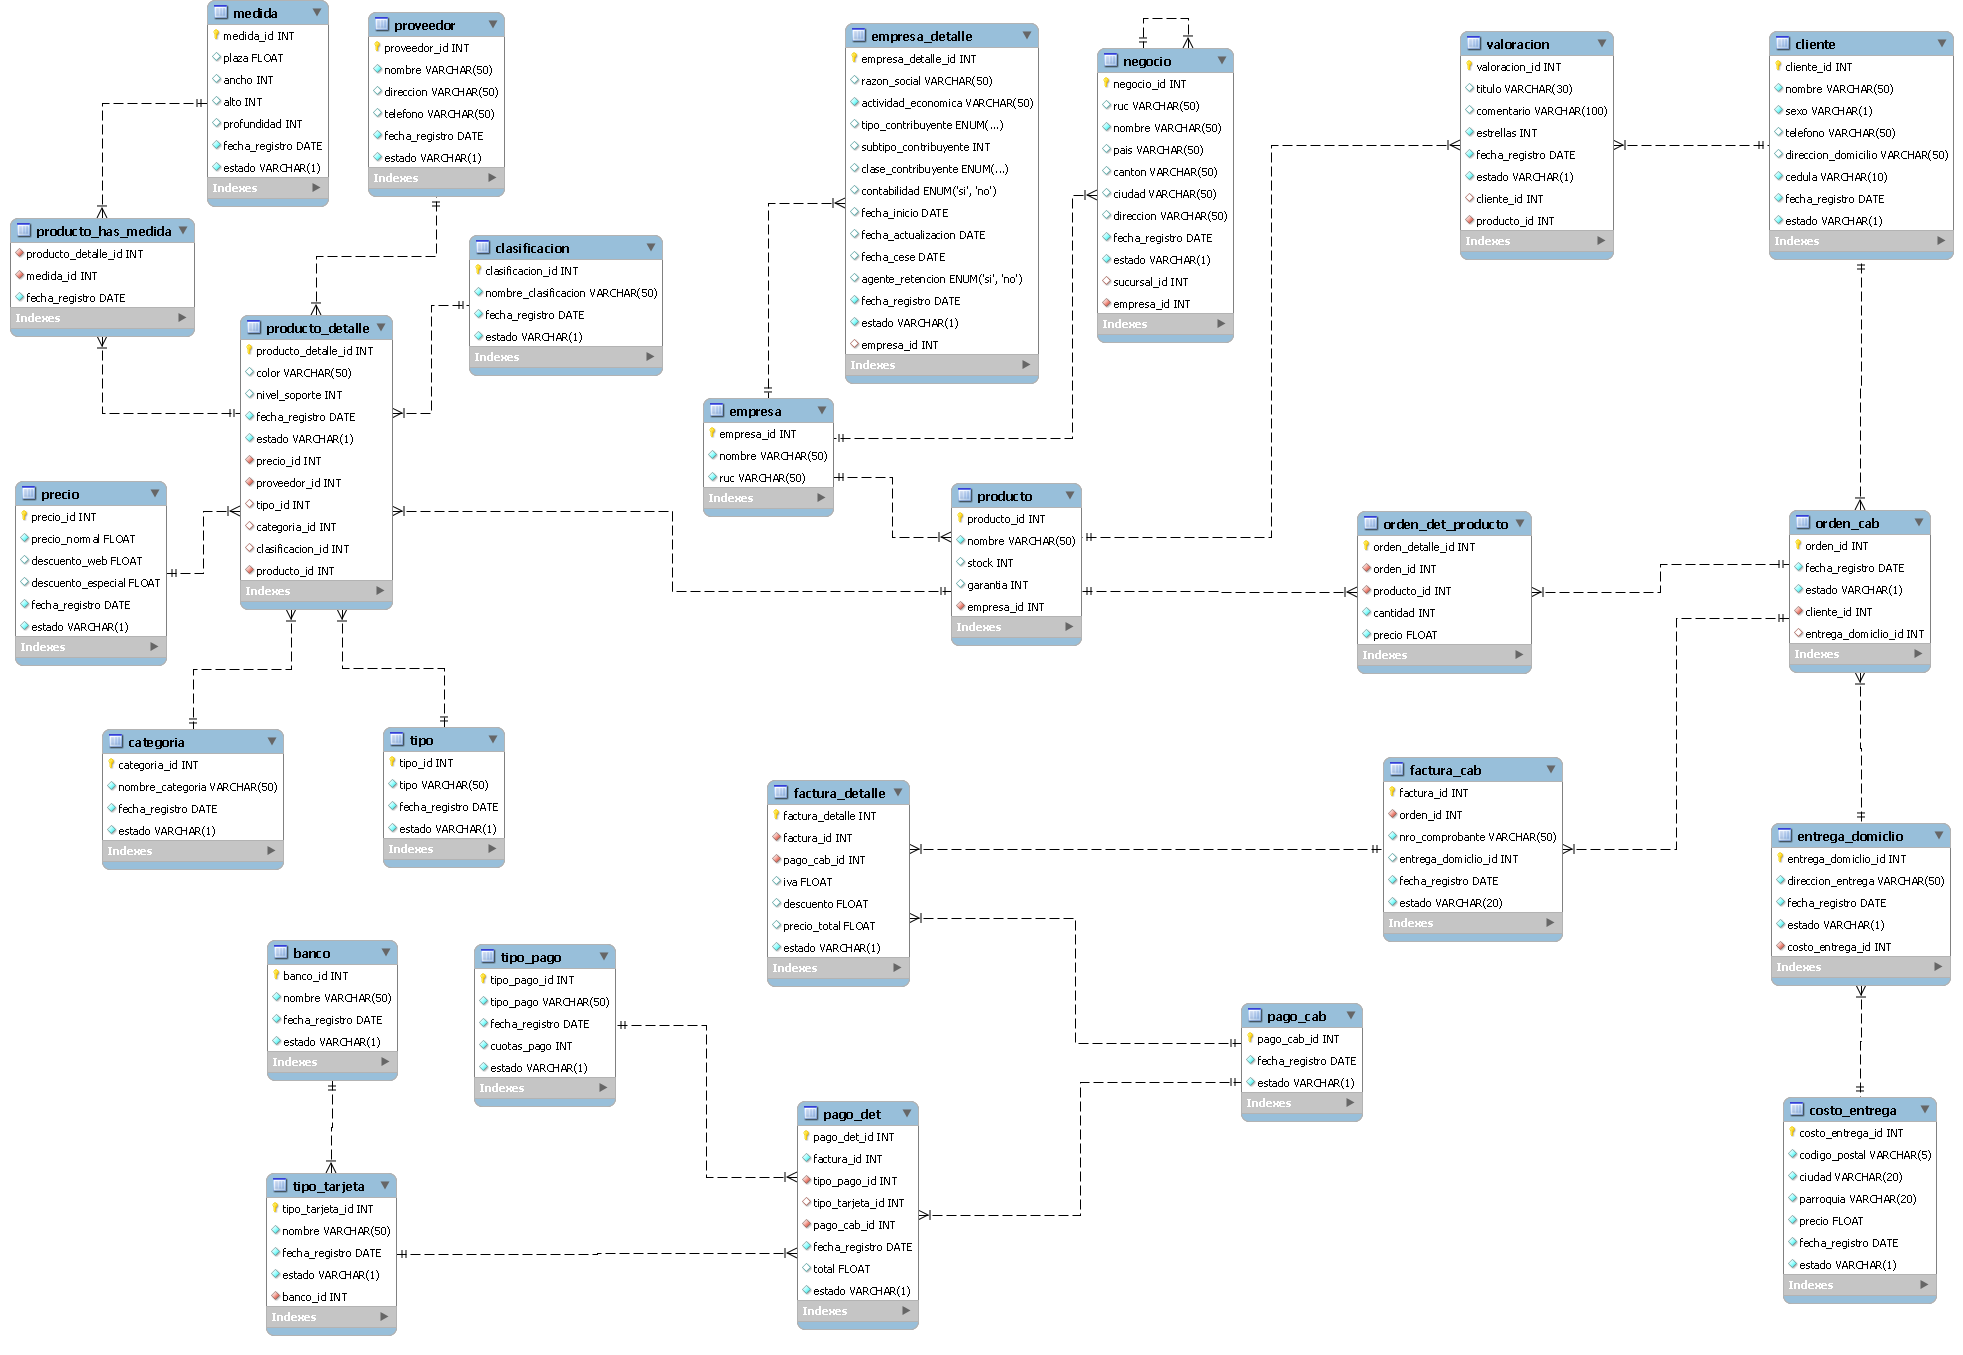 medida
medida_id INT
plaza FLOAT
ancho INT
alto INT
profundidad INT
fecha_registro DATE
estado VARCHAR(1)
Indexes
proveedor
proveedor_id INT
nombre VARCHAR(50)
direccion VARCHAR(50)
telefono VARCHAR(50)
fecha_registro DATE
estado VARCHAR(1)
Indexes
empresa_detalle
empresa_detalle_id INT
razon_social VARCHAR(50)
actividad_economica VARCHAR(50)
tipo_contribuyente ENUM(...)
subtipo_contribuyente INT
clase_contribuyente ENUM(...)
contabilidad ENUM('si', 'no')
fecha_inicio DATE
fecha_actualizacion DATE
fecha_cese DATE
agente_retencion ENUM('si', 'no')
fecha_registro DATE
estado VARCHAR(1)
empresa_id INT
Indexes
negocio
negocio_id INT
ruc VARCHAR(50)
nombre VARCHAR(50)
pais VARCHAR(50)
canton VARCHAR(50)
ciudad VARCHAR(50)
direccion VARCHAR(50)
fecha_registro DATE
estado VARCHAR(1)
sucursal_id INT
empresa_id INT
Indexes
valoracion
valoracion_id INT
titulo VARCHAR(30)
comentario VARCHAR(100)
estrellas INT
fecha_registro DATE
estado VARCHAR(1)
cliente_id INT
producto_id INT
Indexes
cliente
cliente_id INT
nombre VARCHAR(50)
sexo VARCHAR(1)
telefono VARCHAR(50)
direccion_domicilio VARCHAR(50)
cedula VARCHAR(10)
fecha_registro DATE
estado VARCHAR(1)
Indexes
producto_has_medida
producto_detalle_id INT
medida_id INT
fecha_registro DATE
Indexes
clasificacion
clasificacion_id INT
nombre_clasificacion VARCHAR(50)
fecha_registro DATE
estado VARCHAR(1)
Indexes
producto_detalle
producto_detalle_id INT
color VARCHAR(50)
nivel_soporte INT
fecha_registro DATE
estado VARCHAR(1)
precio_id INT
proveedor_id INT
tipo_id INT
categoria_id INT
clasificacion_id INT
producto_id INT
Indexes
empresa
empresa_id INT
nombre VARCHAR(50)
ruc VARCHAR(50)
Indexes
precio
precio_id INT
precio_normal FLOAT
descuento_web FLOAT
descuento_especial FLOAT
fecha_registro DATE
estado VARCHAR(1)
Indexes
producto
producto_id INT
nombre VARCHAR(50)
stock INT
garantia INT
empresa_id INT
Indexes
orden_det_producto
orden_detalle_id INT
orden_id INT
producto_id INT
cantidad INT
precio FLOAT
Indexes
orden_cab
orden_id INT
fecha_registro DATE
estado VARCHAR(1)
cliente_id INT
entrega_domiclio_id INT
Indexes
categoria
categoria_id INT
nombre_categoria VARCHAR(50)
fecha_registro DATE
estado VARCHAR(1)
Indexes
tipo
tipo_id INT
tipo VARCHAR(50)
fecha_registro DATE
estado VARCHAR(1)
Indexes
factura_detalle
factura_detalle INT
factura_id INT
pago_cab_id INT
iva FLOAT
descuento FLOAT
precio_total FLOAT
estado VARCHAR(1)
Indexes
factura_cab
factura_id INT
orden_id INT
nro_comprobante VARCHAR(50)
entrega_domiclio_id INT
fecha_registro DATE
estado VARCHAR(20)
Indexes
entrega_domiclio
entrega_domiclio_id INT
direccion_entrega VARCHAR(50)
fecha_registro DATE
estado VARCHAR(1)
costo_entrega_id INT
Indexes
banco
banco_id INT
nombre VARCHAR(50)
fecha_registro DATE
estado VARCHAR(1)
Indexes
tipo_pago
tipo_pago_id INT
tipo_pago VARCHAR(50)
fecha_registro DATE
cuotas_pago INT
estado VARCHAR(1)
Indexes
pago_cab
pago_cab_id INT
fecha_registro DATE
estado VARCHAR(1)
Indexes
pago_det
pago_det_id INT
factura_id INT
tipo_pago_id INT
tipo_tarjeta_id INT
pago_cab_id INT
fecha_registro DATE
total FLOAT
estado VARCHAR(1)
Indexes
costo_entrega
costo_entrega_id INT
codigo_postal VARCHAR(5)
ciudad VARCHAR(20)
parroquia VARCHAR(20)
precio FLOAT
fecha_registro DATE
estado VARCHAR(1)
Indexes
tipo_tarjeta
tipo_tarjeta_id INT
nombre VARCHAR(50)
fecha_registro DATE
estado VARCHAR(1)
banco_id INT
Indexes